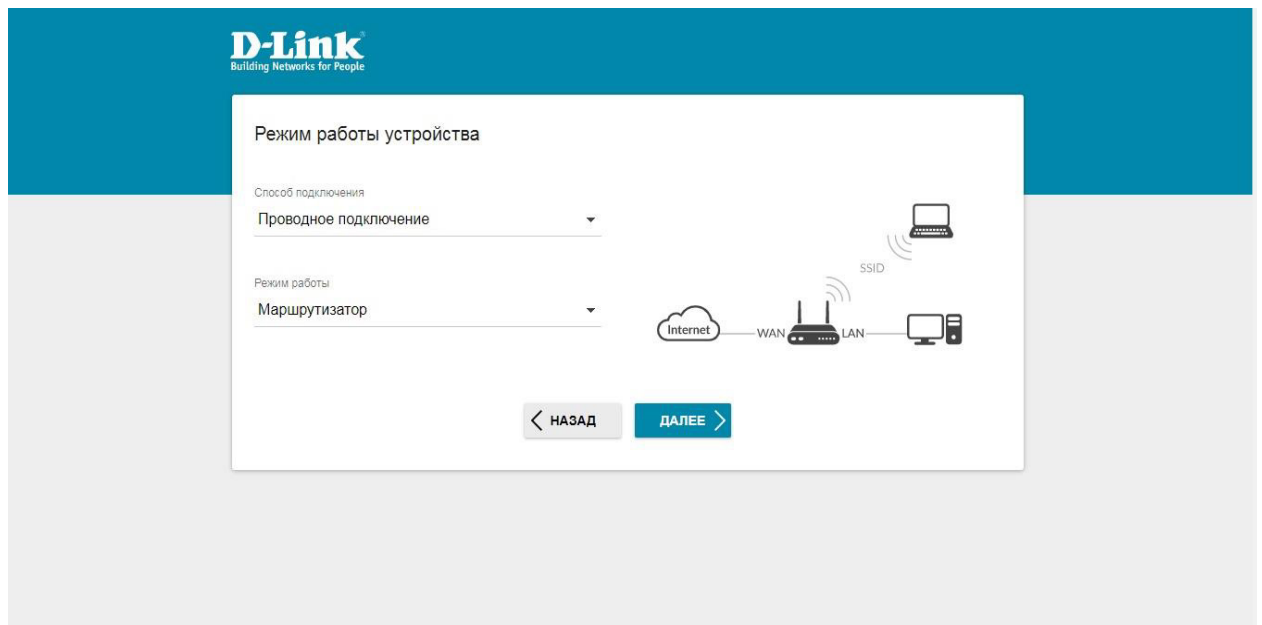 D-Link
Building Networks for People
Режим работы устройства
Способ подключения
Проводное подключение
Режим работы
Маршрутизатор
SSID
Internet
WAN
LAN
НАЗАД
ДАЛЕЕ